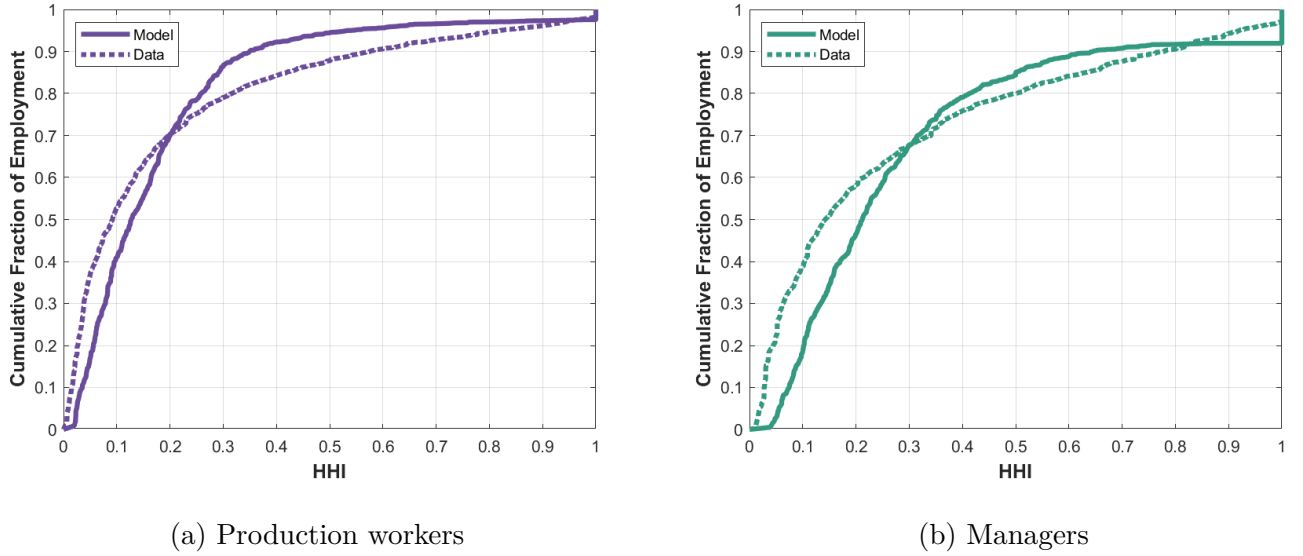 Model
Data
Cumulative Fraction of Employment
1
0.9
0.8
0.7
0.6
0.5
0.4
0.3
0.2
0.1
0
0 0.1 0.2 0.3 0.4 0.5 0.6 0.7 0.8 0.9 1
HHI
(a) Production workers
Model
Data
Cumulative Fraction of Employment
1
0.9
0.8
0.7
0.6
0.5
0.4
0.3
0.2
0.1
0
0 0.1 0.2 0.3 0.4 0.5 0.6 0.7 0.8 0.9 1
HHI
(b) Managers